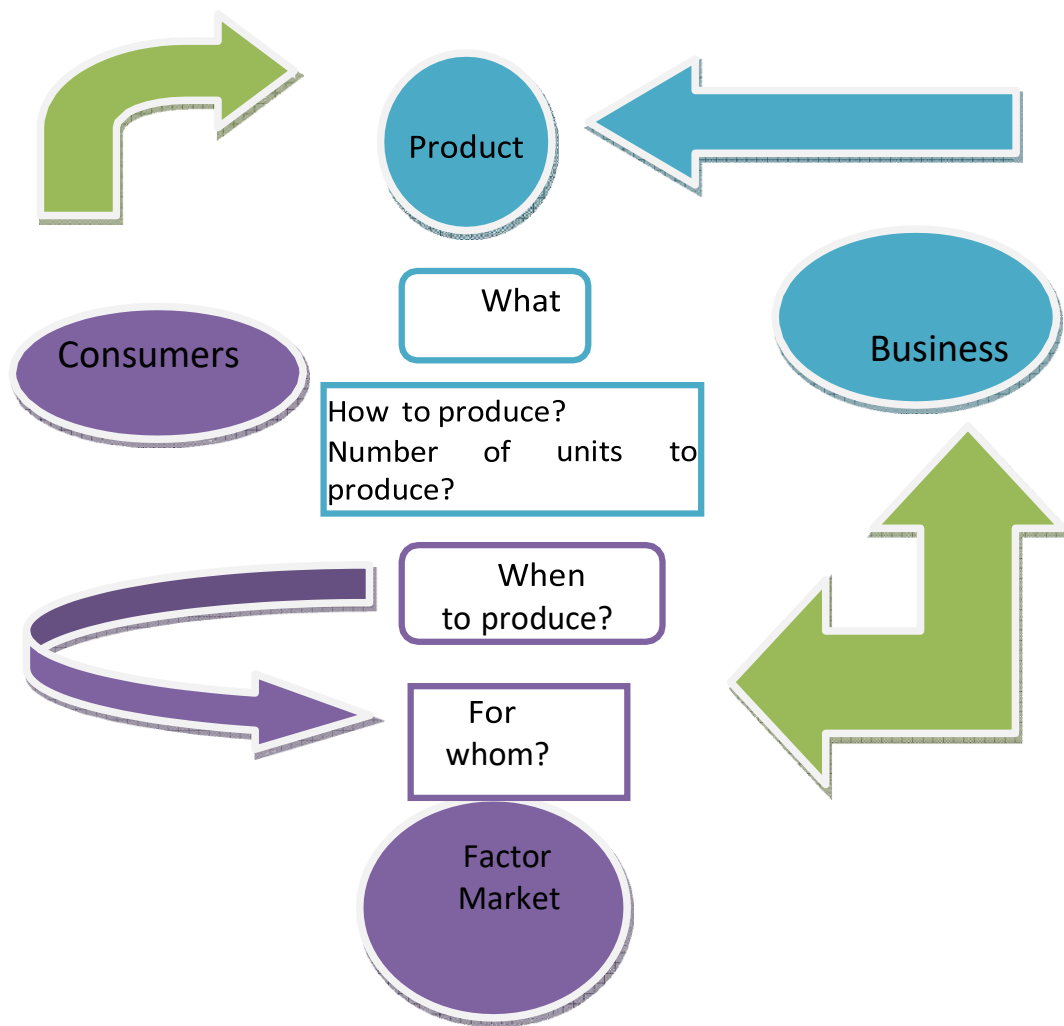 Product
What
Consumers
Business
How to produce?
Number of units to
produce?
When
to produce?
For
whom?
Factor
Market